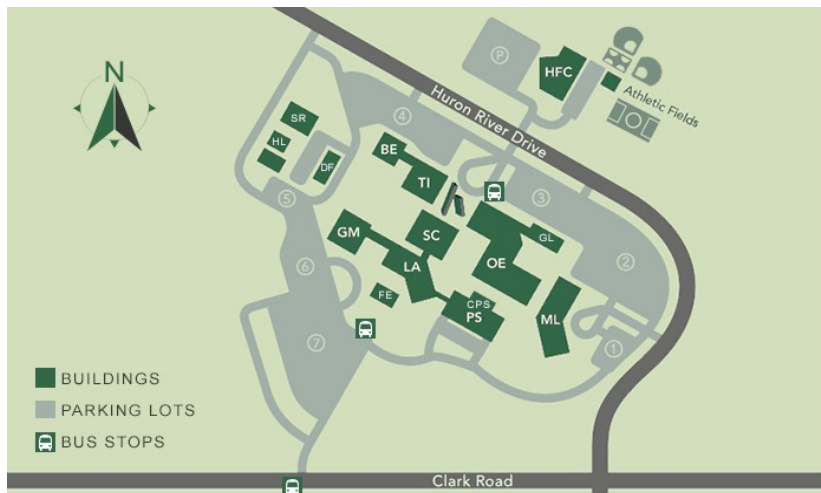 N
P
HFC
Athletic Fields
Huron River Drive
SR
4
HL
BE
DF
TI
5
3
GM
SC
GL
LA
OE
2
6
FE
CPS
PS
ML
7
1
BUILDINGS
PARKING LOTS
BUS STOPS
Clark Road